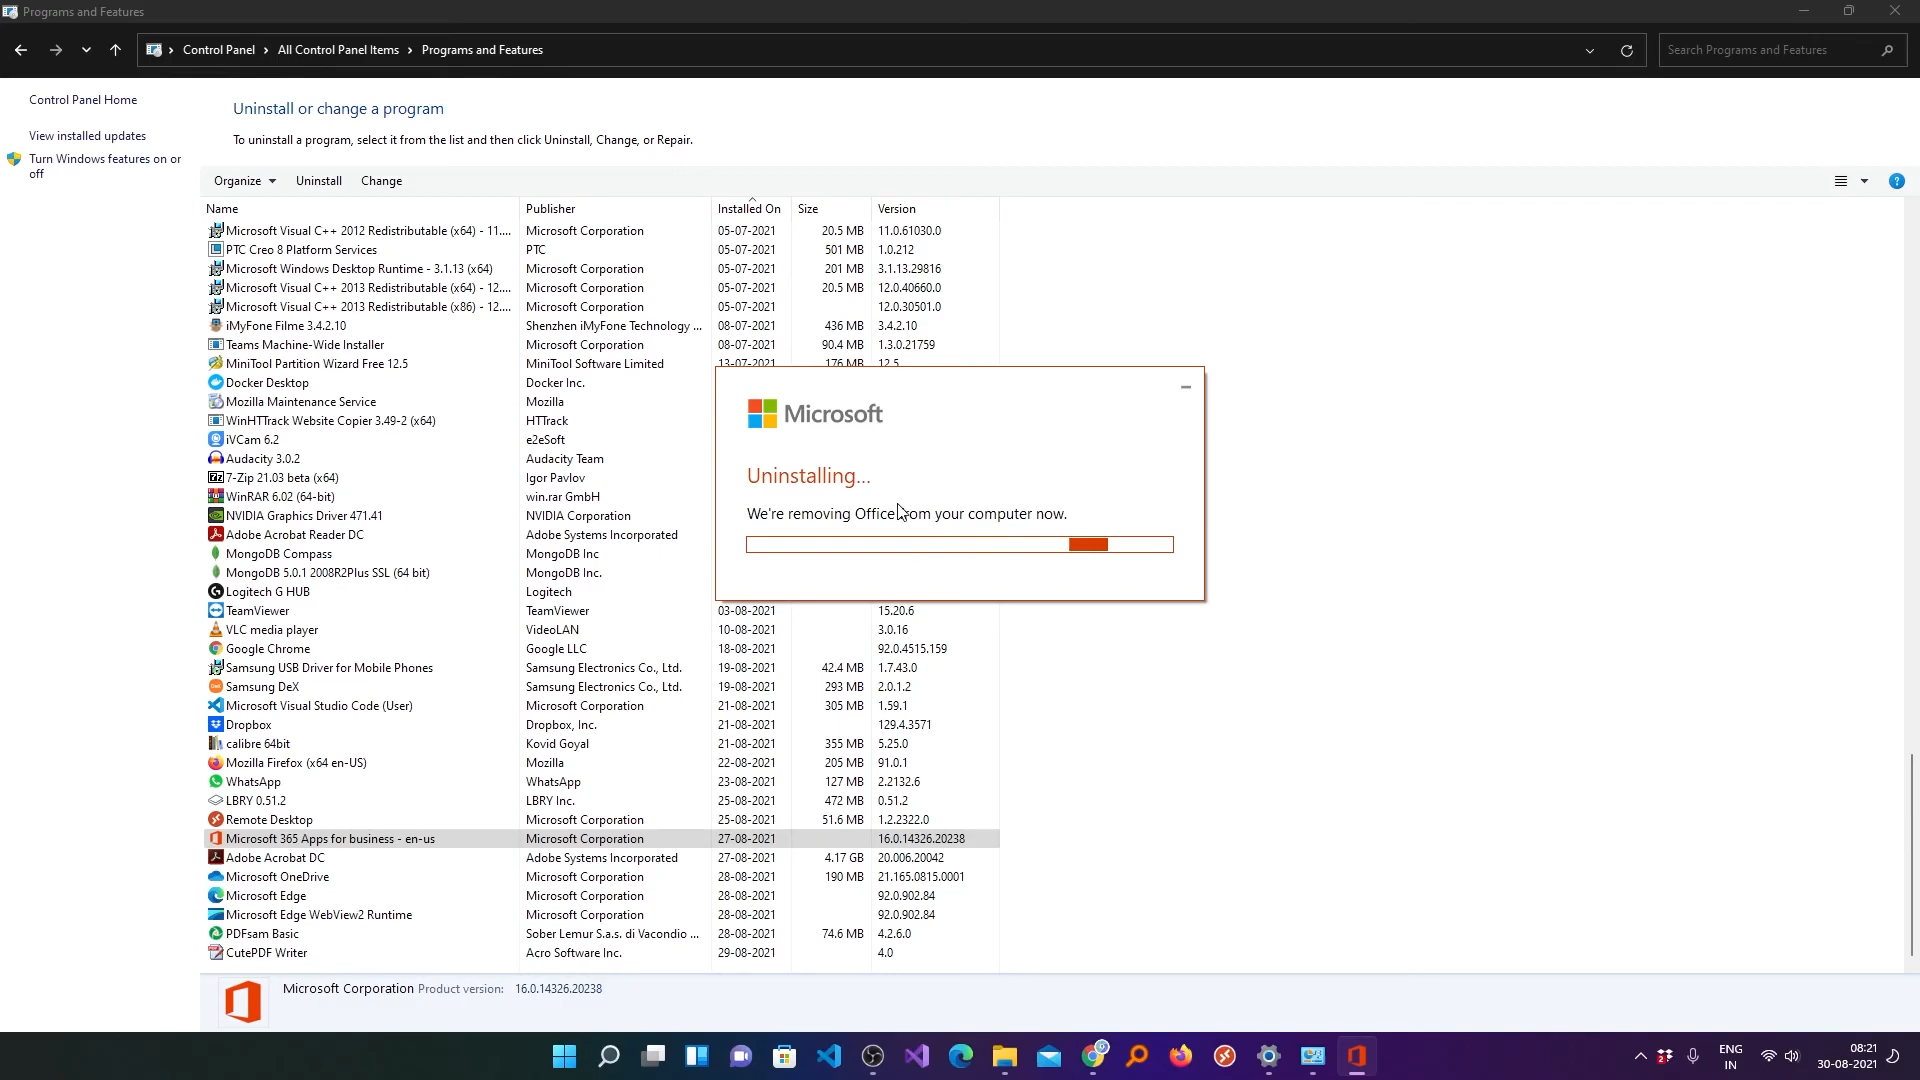 Programs and Features
Control Panel
All Control Panel Items
Programs and Features
Search Programs and Features
Control Panel Home
View installed updates
Turn Windows features on or
off
Uninstall or change a program
To uninstall a program, select it from the list and then click Uninstall, Change, or Repair.
Organize Uninstall Change
Name Publisher Installed On Size Version
Microsoft Visual C++ 2012 Redistributable (x64) - 11.... Microsoft Corporation 05-07-2021 20.5 MB 11.0.61030.0
PTC Creo 8 Platform Services PTC 05-07-2021 501 MB 1.0.212
Microsoft Windows Desktop Runtime - 3.1.13 (x64) Microsoft Corporation 05-07-2021 201 MB 3.1.13.29816
Microsoft Visual C++ 2013 Redistributable (x64) - 12.... Microsoft Corporation 05-07-2021 20.5 MB 12.0.40660.0
Microsoft Visual C++ 2013 Redistributable (x86) - 12.... Microsoft Corporation 05-07-2021 12.0.30501.0
iMyFone Filme 3.4.2.10 Shenzhen iMyFone Technology ... 08-07-2021 436 MB 3.4.2.10
Teams Machine-Wide Installer Microsoft Corporation 08-07-2021 90.4 MB 1.3.0.21759
MiniTool Partition Wizard Free 12.5 MiniTool Software Limited 13-07-2021 176 MB 12.5
Docker Desktop Docker Inc.
Mozilla Maintenance Service Mozilla
WinHTTrack Website Copier 3.49-2 (x64) HTTrack
iVCam 6.2 e2eSoft
Audacity 3.0.2 Audacity Team
7-Zip 21.03 beta (x64) Igor Pavlov
WinRAR 6.02 (64-bit) win.rar GmbH
NVIDIA Graphics Driver 471.41 NVIDIA Corporation
Adobe Acrobat Reader DC Adobe Systems Incorporated
MongoDB Compass MongoDB Inc
MongoDB 5.0.1 2008R2Plus SSL (64 bit) MongoDB Inc.
Logitech G HUB Logitech
TeamViewer TeamViewer 03-08-2021 15.20.6
VLC media player VideoLAN 10-08-2021 3.0.16
Google Chrome Google LLC 18-08-2021 92.0.4515.159
Samsung USB Driver for Mobile Phones Samsung Electronics Co., Ltd. 19-08-2021 42.4 MB 1.7.43.0
Samsung DeX Samsung Electronics Co., Ltd. 19-08-2021 293 MB 2.0.1.2
Microsoft Visual Studio Code (User) Microsoft Corporation 21-08-2021 305 MB 1.59.1
Dropbox Dropbox, Inc. 21-08-2021 129.4.3571
calibre 64bit Kovid Goyal 21-08-2021 355 MB 5.25.0
Mozilla Firefox (x64 en-US) Mozilla 22-08-2021 205 MB 91.0.1
WhatsApp WhatsApp 23-08-2021 127 MB 2.2132.6
LBRY 0.51.2 LBRY Inc. 25-08-2021 472 MB 0.51.2
Remote Desktop Microsoft Corporation 25-08-2021 51.6 MB 1.2.2322.0
Microsoft 365 Apps for business - en-us Microsoft Corporation 27-08-2021 16.0.14326.20238
Adobe Acrobat DC Adobe Systems Incorporated 27-08-2021 4.17 GB 20.006.20042
Microsoft OneDrive Microsoft Corporation 28-08-2021 190 MB 21.165.0815.0001
Microsoft Edge Microsoft Corporation 28-08-2021 92.0.902.84
Microsoft Edge WebView2 Runtime Microsoft Corporation 28-08-2021 92.0.902.84
PDFsam Basic Sober Lemur S.a.s. di Vacondio ... 28-08-2021 74.6 MB 4.2.6.0
CutePDF Writer Acro Software Inc. 29-08-2021 4.0
Microsoft
Uninstalling...
We're removing Office from your computer now.
Microsoft Corporation Product version: 16.0.14326.20238
ENG
IN
08:21
30-08-2021